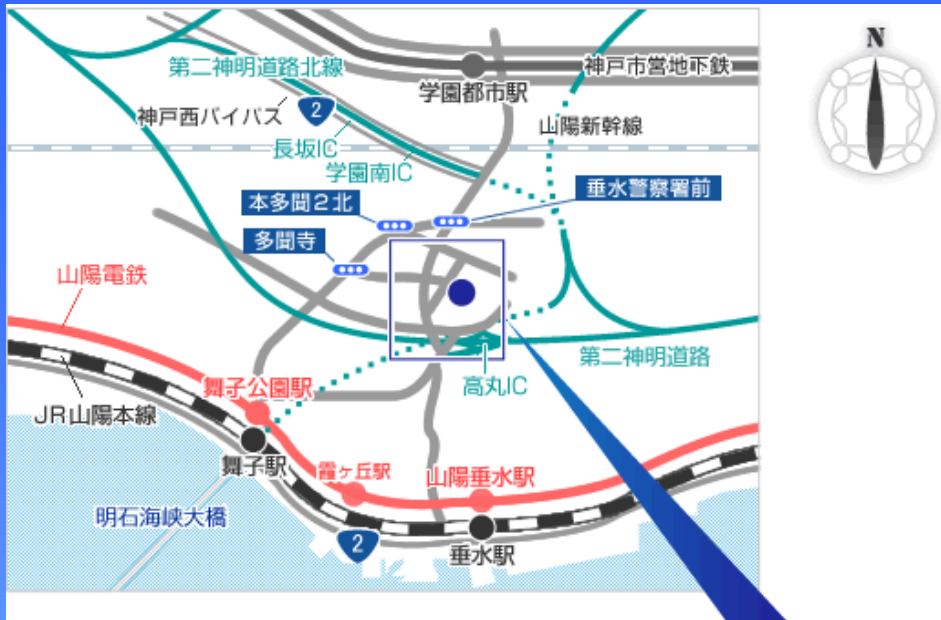 N
第二神明道路北線
神戸市営地下鉄
学園都市駅
神戸西バイパス
2
山陽新幹線
長坂IC
学園南IC
本多聞2北
垂水警察署前
多聞寺
山陽電鉄
第二神明道路
高丸IC
舞子公園駅
JR山陽本線
舞子駅
霞ヶ丘駅
山陽垂水駅
明石海峡大橋
2
垂水駅